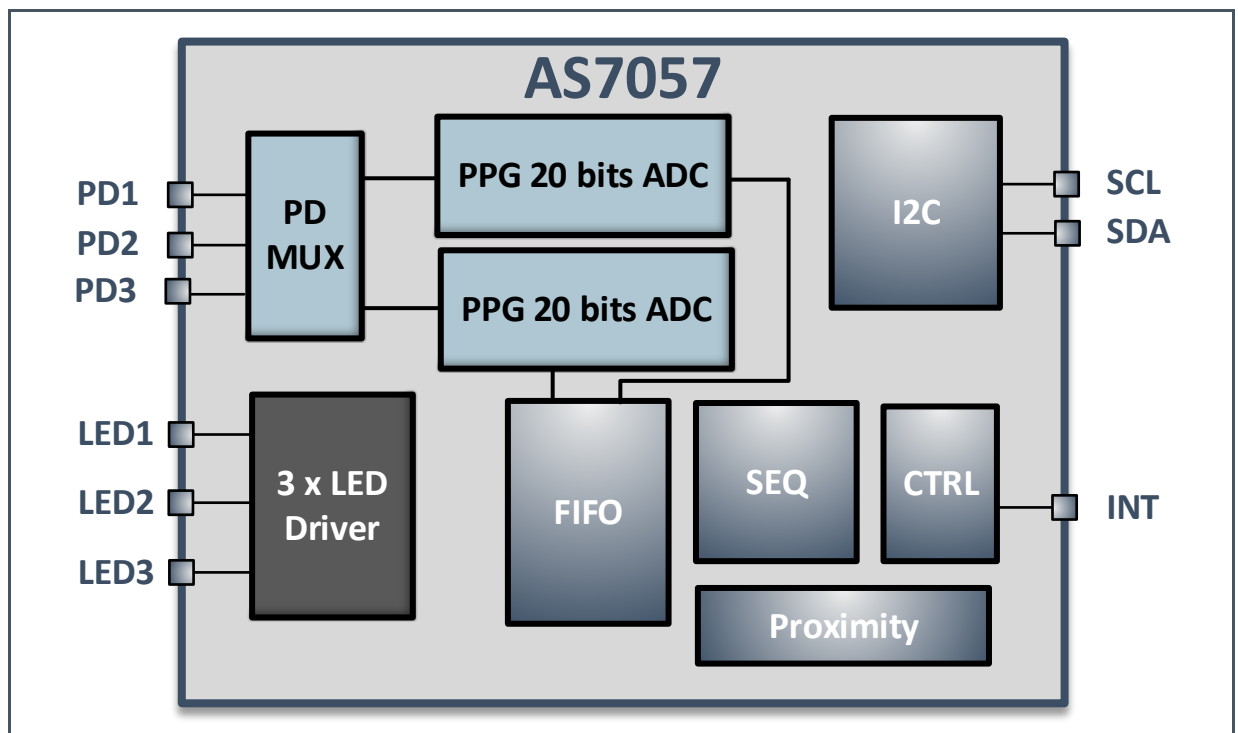 AS7057
PD1
PD2
PD3
PD
MUX
PPG 20 bits ADC
PPG 20 bits ADC
I2C
SCL
SDA
LED1
LED2
LED3
3 x LED
Driver
FIFO
SEQ
CTRL
INT
Proximity